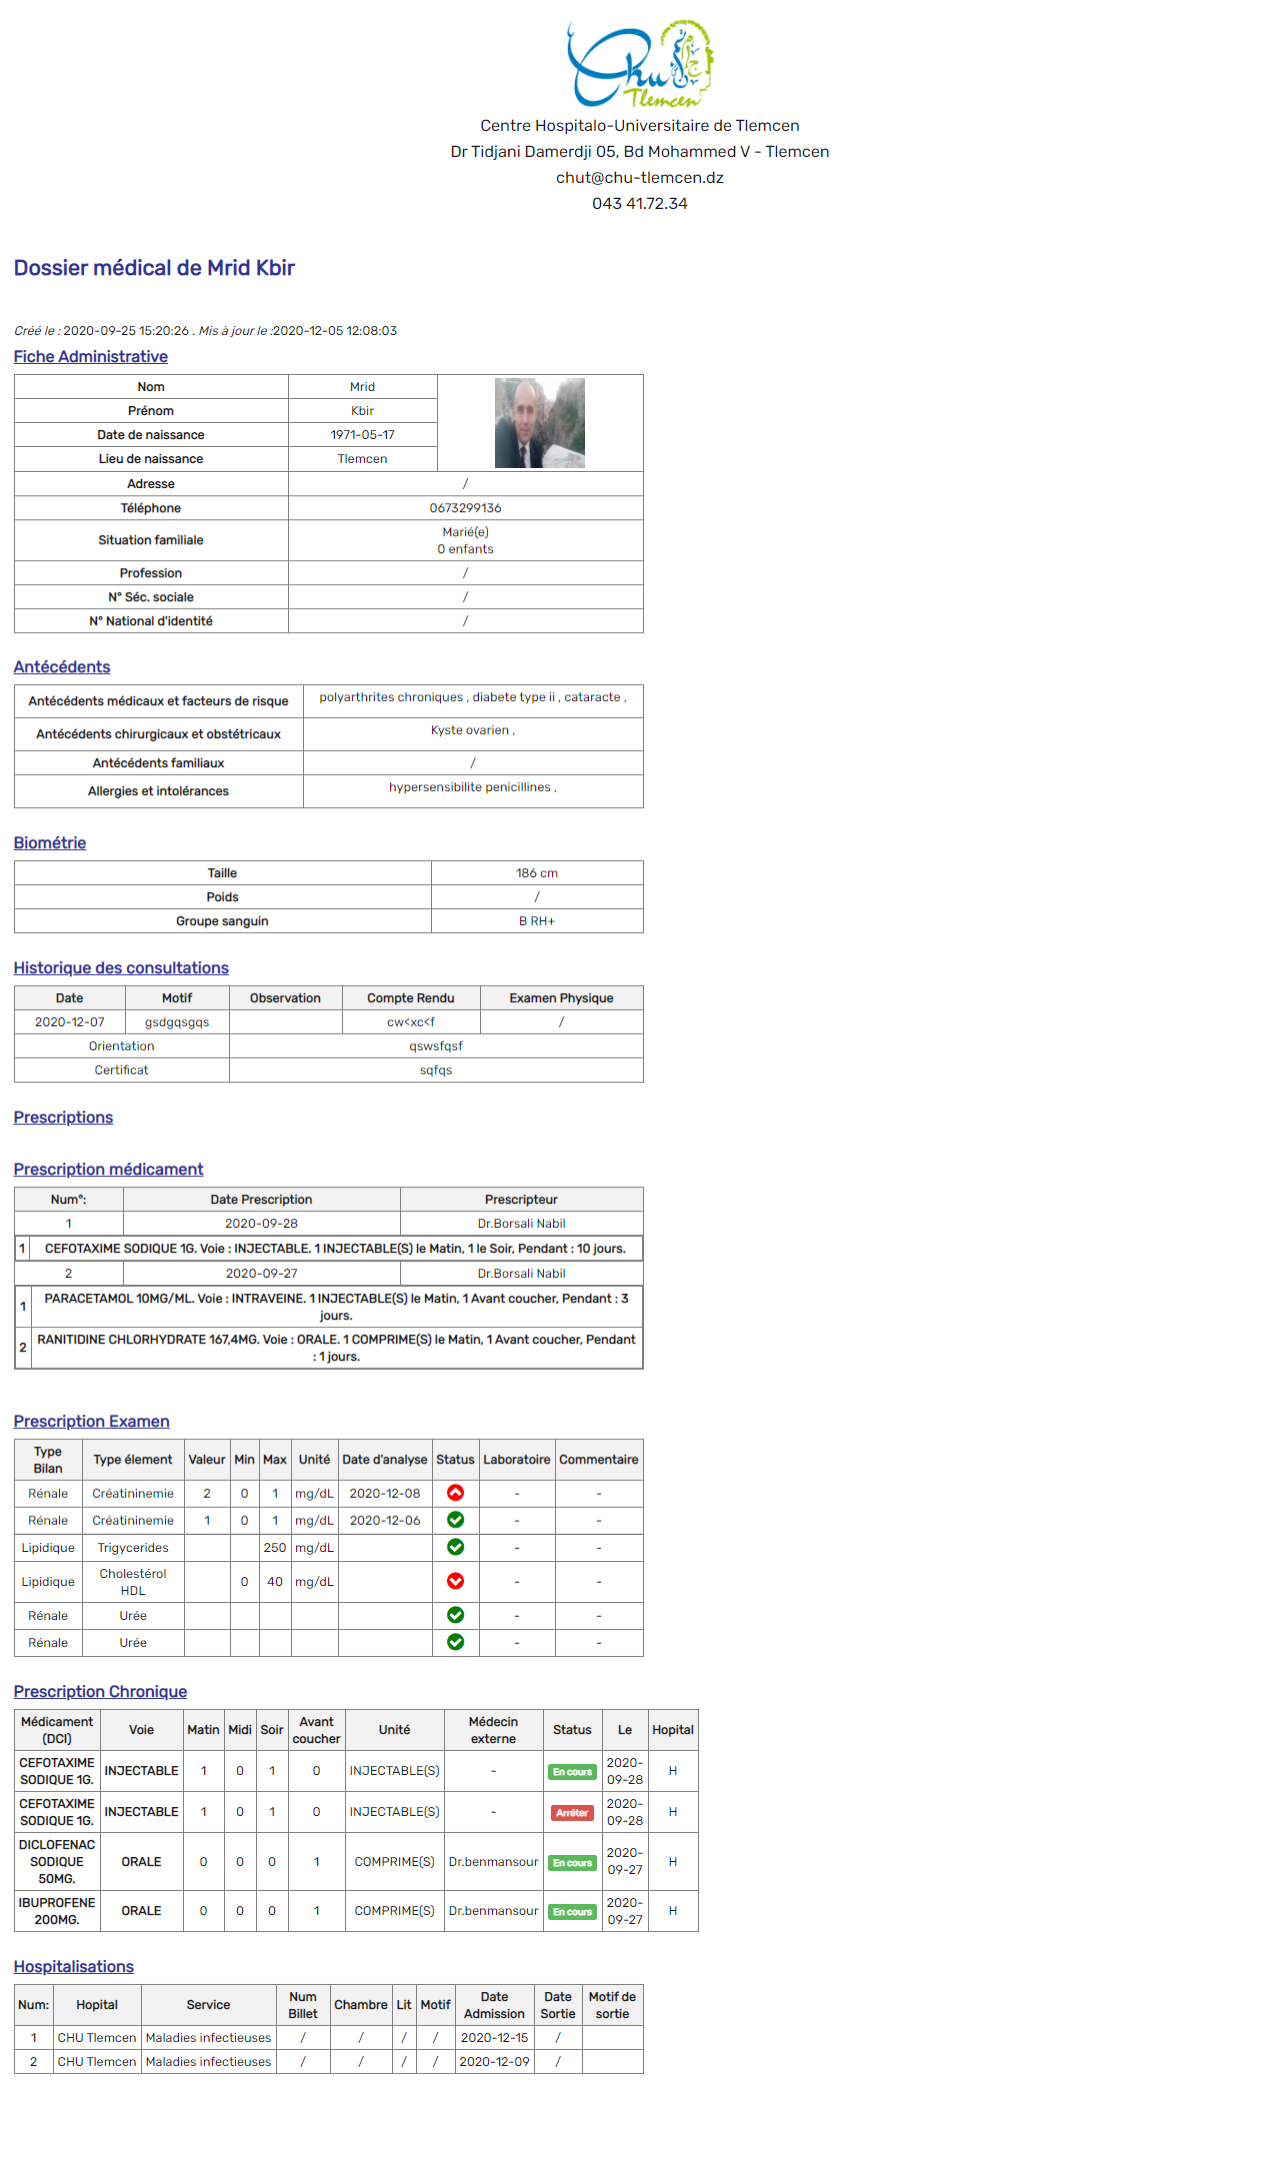 Chu
Tlemcen
Centre Hospitalo-Universitaire de Tlemcen
Dr Tidjani Damerdji 05, Bd Mohammed V - Tlemcen
chut@chu-tlemcen.dz
043 41.72.34
Dossier médical de Mrid Kbir
Créé le : 2020-09-25 15:20:26 . Mis à jour le :2020-12-05 12:08:03
Fiche Administrative
Nom Mrid
Prénom Kbir
Date de naissance 1971-05-17
Lieu de naissance Tlemcen
Adresse /
Téléphone 0673299136
Situation familiale Marié(e)
0 enfants
Profession /
N° Séc. sociale /
N° National d'identité /
Antécédents
Antécédents médicaux et facteurs de risque polyarthrites chroniques , diabete type ii , cataracte ,
Antécédents chirurgicaux et obstétricaux Kyste ovarien ,
Antécédents familiaux /
Allergies et intolérances hypersensibilite penicillines ,
Biométrie
Taille 186 cm
Poids /
Groupe sanguin B RH+
Historique des consultations
Date Motif Observation Compte Rendu Examen Physique
2020-12-07 gsdgqsgqs cw<xc<f /
Orientation qswsfqsf
Certificat sqfqs
Prescriptions
Prescription médicament
Num°: Date Prescription Prescripteur
1 2020-09-28 Dr.Borsali Nabil
1 CEFOTAXIME SODIQUE 1G. Voie : INJECTABLE. 1 INJECTABLE(S) le Matin, 1 le Soir, Pendant : 10 jours.
2 2020-09-27 Dr.Borsali Nabil
1 PARACETAMOL 10MG/ML. Voie : INTRAVEINE. 1 INJECTABLE(S) le Matin, 1 Avant coucher, Pendant : 3
jours.
2 RANITIDINE CHLORHYDRATE 167,4MG. Voie : ORALE. 1 COMPRIME(S) le Matin, 1 Avant coucher, Pendant
: 1 jours.
Prescription Examen
Type Bilan Type élement Valeur Min Max Unité Date d'analyse Status Laboratoire Commentaire
Rénale Créatininemie 2 0 1 mg/dL 2020-12-08 - -
Rénale Créatininemie 1 0 1 mg/dL 2020-12-06 - -
Lipidique Trigycerides 250 mg/dL - -
Lipidique Cholestérol HDL 0 40 mg/dL - -
Rénale Urée - -
Rénale Urée - -
Prescription Chronique
Médicament (DCI) Voie Matin Midi Soir Avant coucher Unité Médecin externe Status Le Hopital
CEFOTAXIME SODIQUE 1G. INJECTABLE 1 0 1 0 INJECTABLE(S) - En cours 2020-09-28 H
CEFOTAXIME SODIQUE 1G. INJECTABLE 1 0 1 0 INJECTABLE(S) - Arrêter 2020-09-28 H
DICLOFENAC SODIQUE 50MG. ORALE 0 0 0 1 COMPRIME(S) Dr.benmansour En cours 2020-09-27 H
IBUPROFENE 200MG. ORALE 0 0 0 1 COMPRIME(S) Dr.benmansour En cours 2020-09-27 H
Hospitalisations
Num: Hopital Service Num Billet Chambre Lit Motif Date Admission Date Sortie Motif de sortie
1 CHU Tlemcen Maladies infectieuses / / / / 2020-12-15 /
2 CHU Tlemcen Maladies infectieuses / / / / 2020-12-09 /